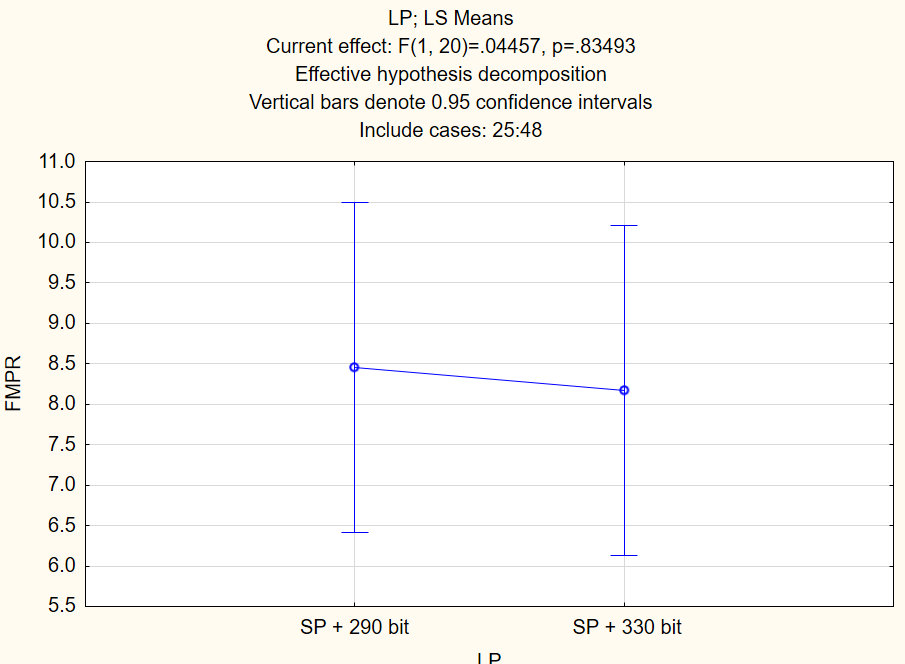 LP; LS Means
Current effect: F(1, 20)=.04457, p=.83493
Effective hypothesis decomposition
Vertical bars denote 0.95 confidence intervals
Include cases: 25:48
11.0
10.5
10.0
9.5
9.0
8.5
8.0
7.5
7.0
6.5
6.0
5.5
FMPR
SP + 290 bit
SP + 330 bit
LP